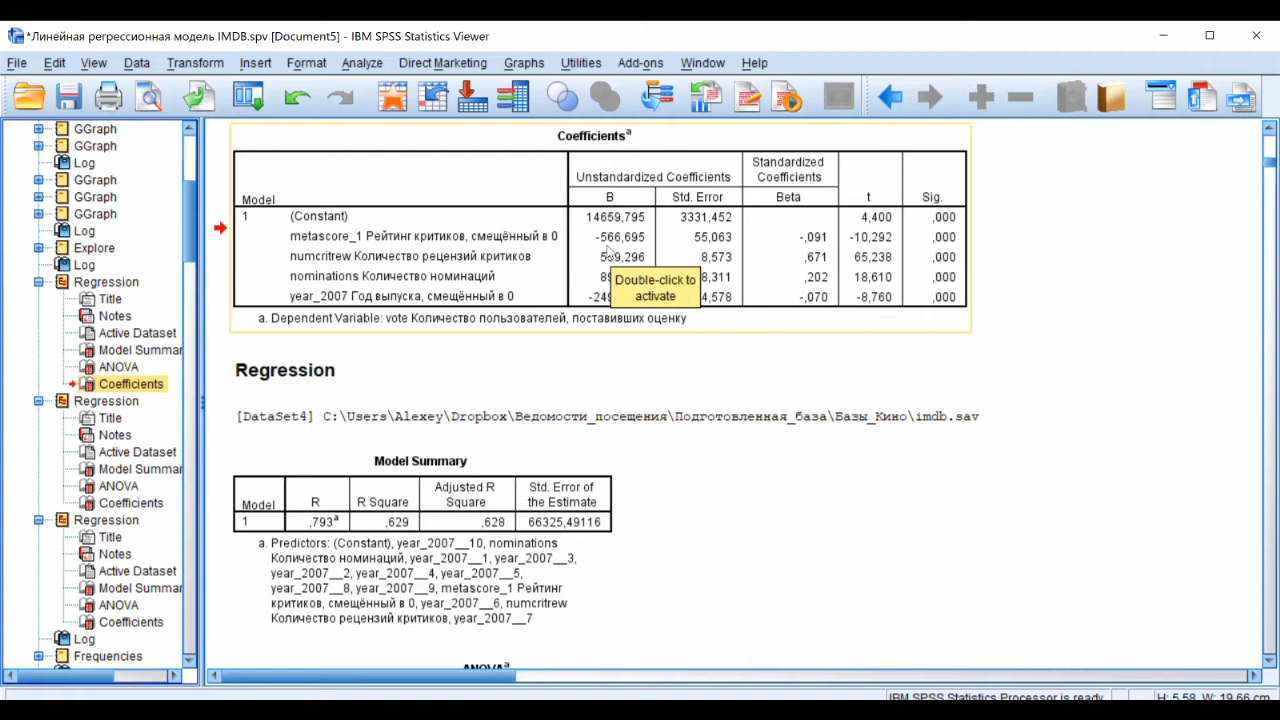 *Линейная регрессионная модель IMDB.spv [Document5] - IBM SPSS Statistics Viewer
File Edit View Data Transform Insert Format Analyze Direct Marketing Graphs Utilities Add-ons Window Help
GGraph
GGraph
Log
GGraph
GGraph
GGraph
Log
Explore
Log
Regression
Title
Notes
Active Dataset
Model Summar
ANOVA
Coefficients
Regression
Title
Notes
Active Dataset
Model Summar
ANOVA
Coefficients
Regression
Title
Notes
Active Dataset
Model Summar
ANOVA
Coefficients
Log
Frequencies
Coefficientsᵃ
Model Unstandardized Coefficients Standardized Coefficients t Sig.
B Std. Error Beta
1 (Constant) 14659,795 3331,452 4,400 ,000
metascore_1 Рейтинг критиков, смещённый в 0 -566,695 55,063 -,091 -10,292 ,000
numcritrew Количество рецензий критиков 8,573 ,671 65,238 ,000
nominations Количество номинаций ,202 18,610 ,000
year_2007 Год выпуска, смещённый в 0 -,070 -8,760 ,000
Double-click to
activate
a. Dependent Variable: vote Количество пользователей, поставивших оценку
Regression
[DataSet4] C:\Users\Alexey\Dropbox\Ведомости_посещения\Подготовленная_база\Базы_Кино\imdb.sav
Model Summary
Model R R Square Adjusted R Square Std. Error of the Estimate
1 ,793ᵃ ,629 ,628 66325,49116
a. Predictors: (Constant), year_2007__10, nominations
Количество номинаций, year_2007__1, year_2007__3,
year_2007__2, year_2007__4, year_2007__5,
year_2007__8, year_2007__9, metascore_1 Рейтинг
критиков, смещённый в 0, year_2007__6, numcritrew
Количество рецензий критиков, year_2007__7
ANOVAᵃ
IBM SPSS Statistics Processor is ready
H: 5.58, W: 19.66 cm